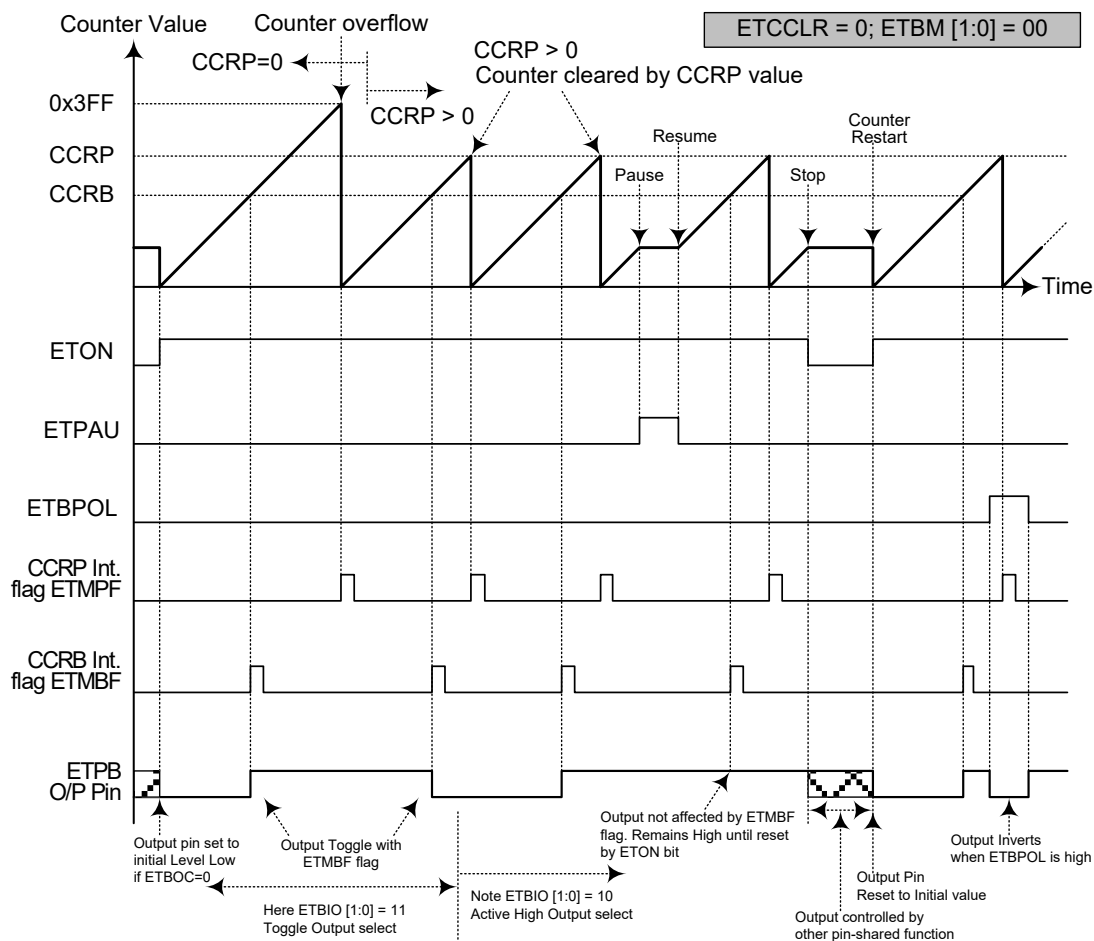 Counter Value
Counter overflow
ETCCLR = 0; ETBM [1:0] = 00
CCRP=0
CCRP > 0
CCRP > 0
Counter cleared by CCRP value
0x3FF
CCRP
CCRB
Pause
Resume
Stop
Counter
Restart
Time
ETON
ETPAU
ETBPOL
CCRP Int.
flag ETMPF
CCRB Int.
flag ETMBF
ETPB
O/P Pin
Output pin set to
initial Level Low
if ETBOC=0
Output Toggle with
ETMBF flag
Here ETBIO [1:0] = 11
Toggle Output select
Note ETBIO [1:0] = 10
Active High Output select
Output not affected by ETMBF
flag. Remains High until reset
by ETON bit
Output controlled by
other pin-shared function
Output Pin
Reset to Initial value
Output Inverts
when ETBPOL is high